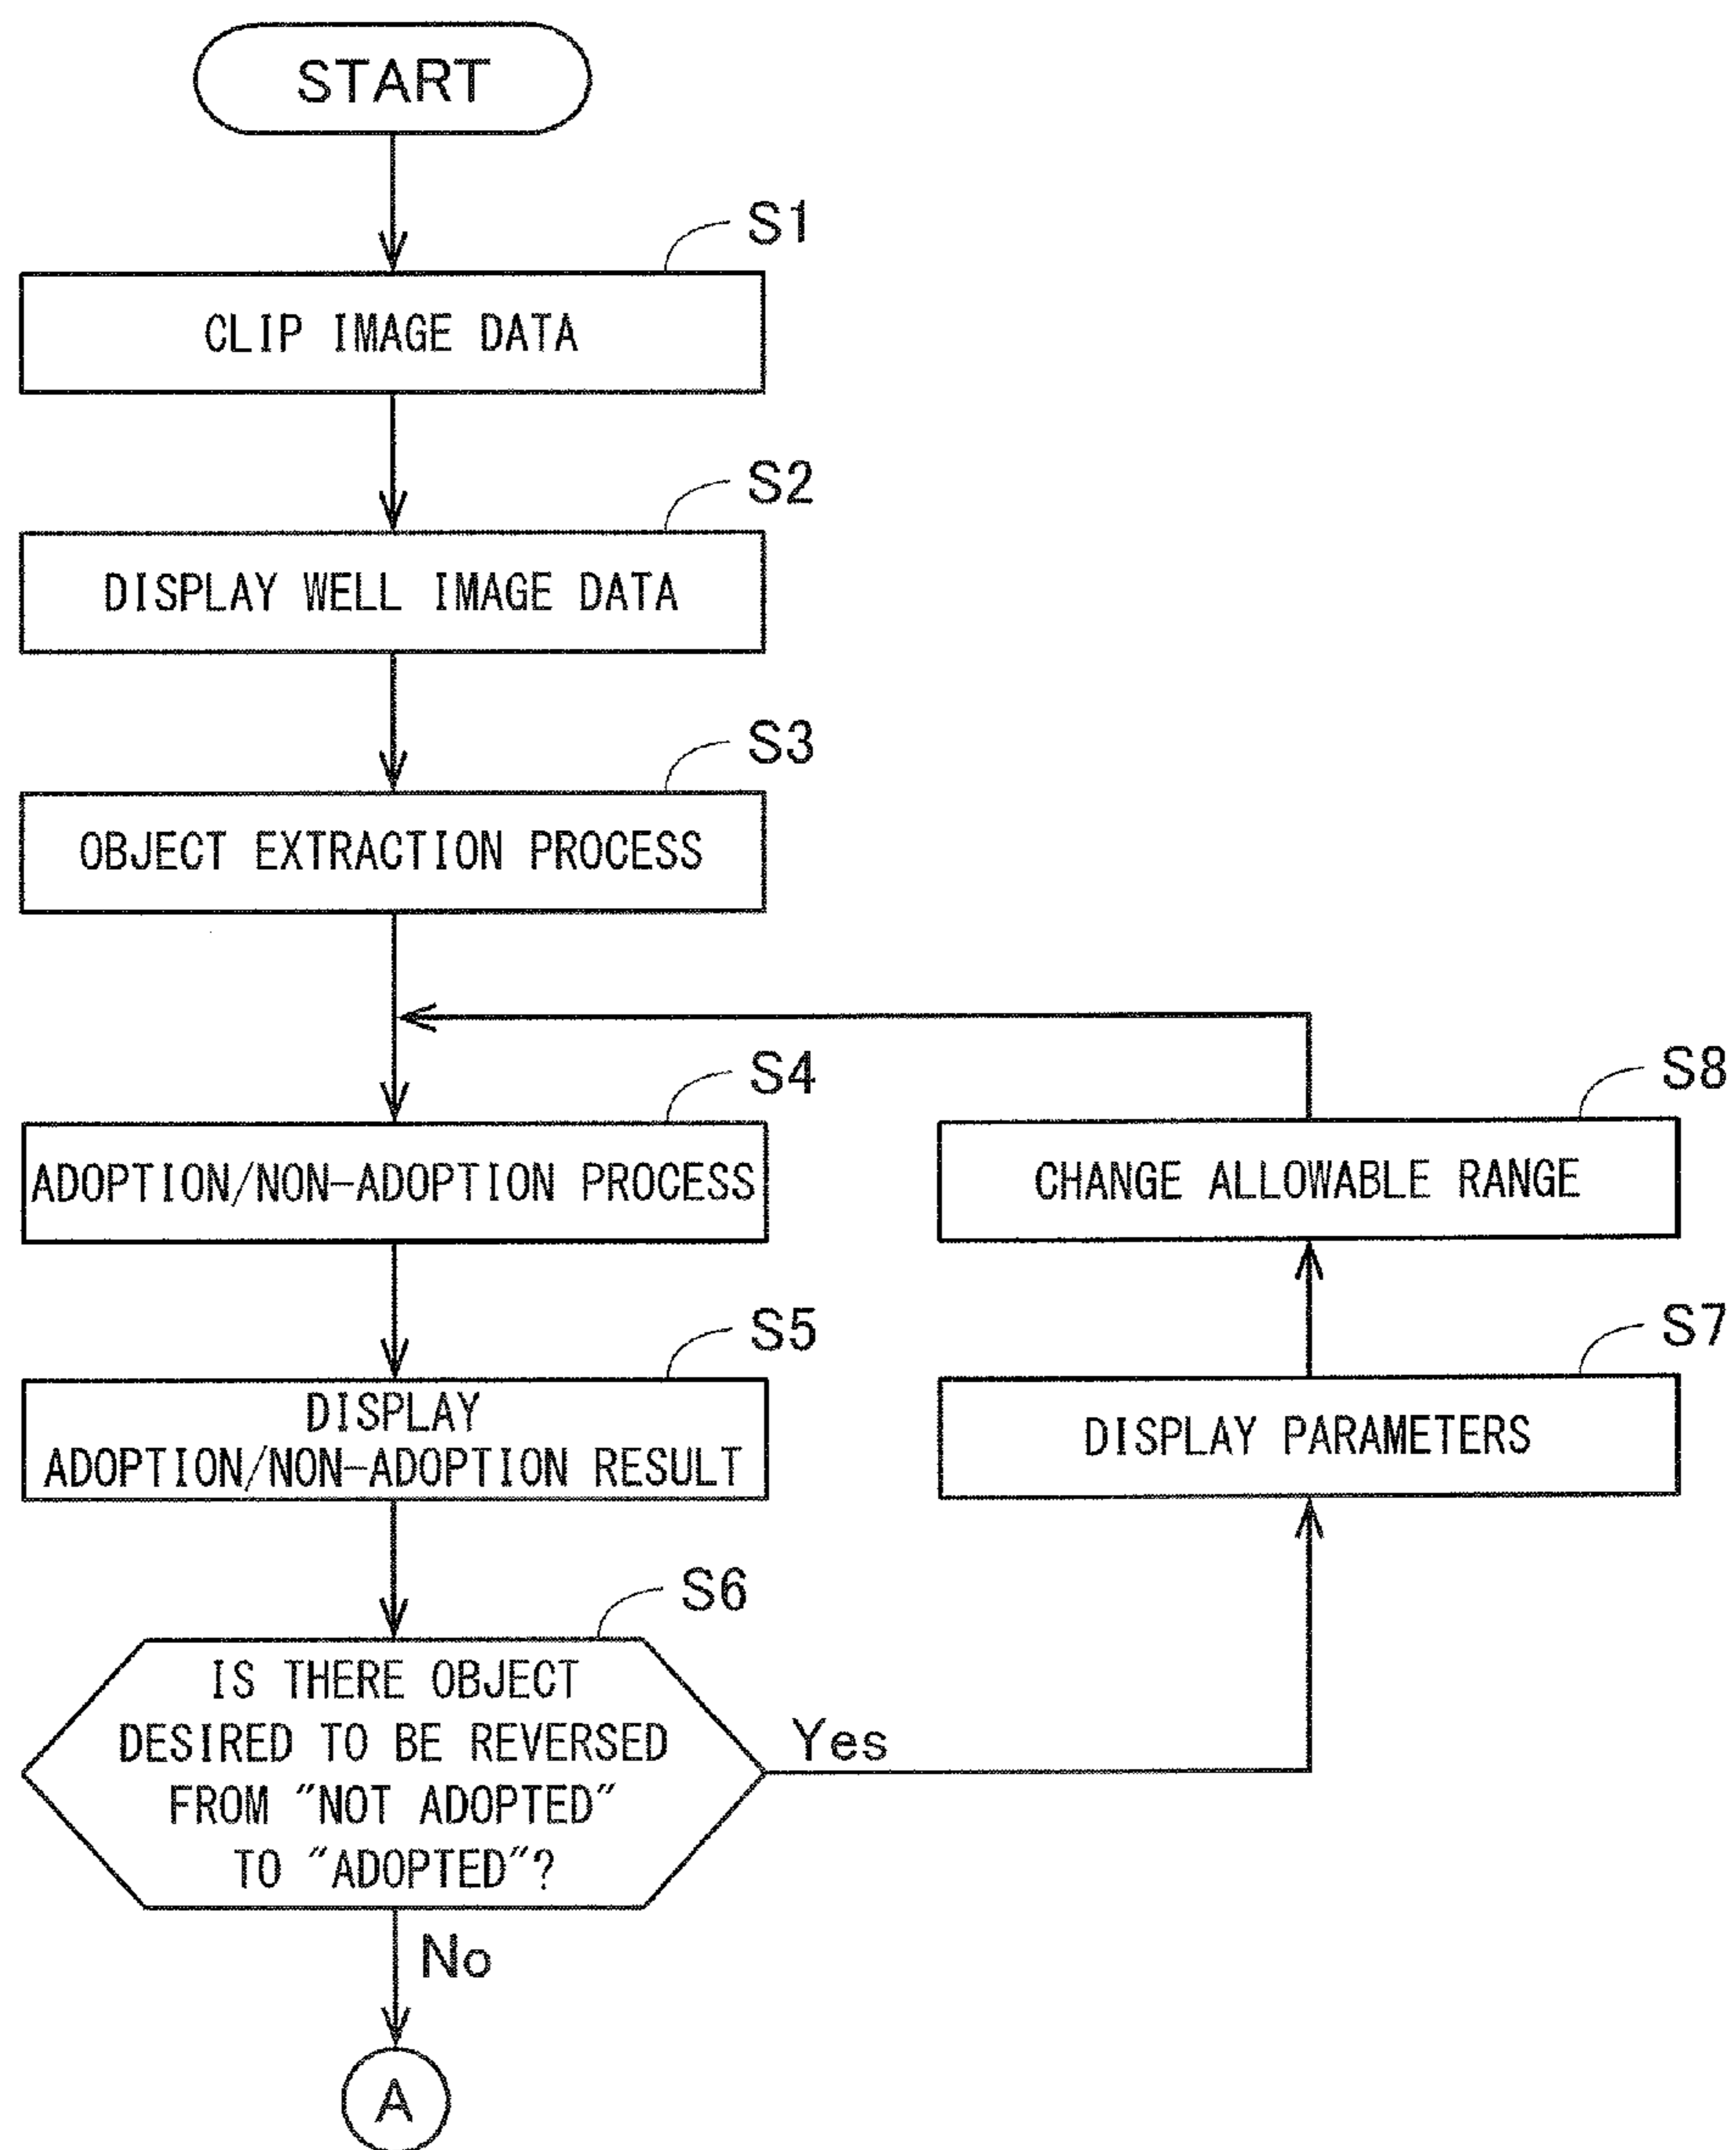 START
S1
CLIP IMAGE DATA
S2
DISPLAY WELL IMAGE DATA
S3
OBJECT EXTRACTION PROCESS
S4
ADOPTION/NON-ADOPTION PROCESS
S8
CHANGE ALLOWABLE RANGE
S5
DISPLAY
ADOPTION/NON-ADOPTION RESULT
S7
DISPLAY PARAMETERS
S6
IS THERE OBJECT
DESIRED TO BE REVERSED
FROM "NOT ADOPTED"
TO "ADOPTED"?
Yes
No
A